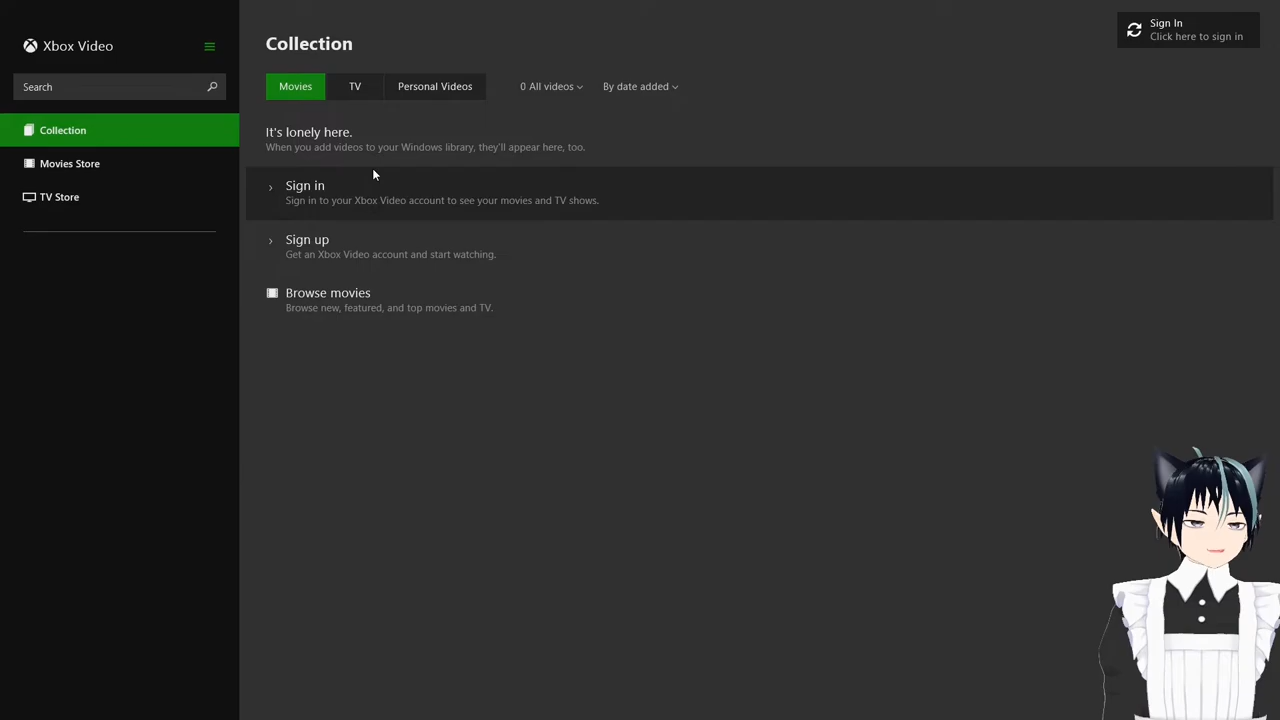 Xbox Video
Search
Collection
Movies Store
TV Store
Collection
Sign In
Click here to sign in
Movies
TV
Personal Videos
0 All videos
By date added
It's lonely here.
When you add videos to your Windows library, they'll appear here, too.
Sign in
Sign in to your Xbox Video account to see your movies and TV shows.
Sign up
Get an Xbox Video account and start watching.
Browse movies
Browse new, featured, and top movies and TV.